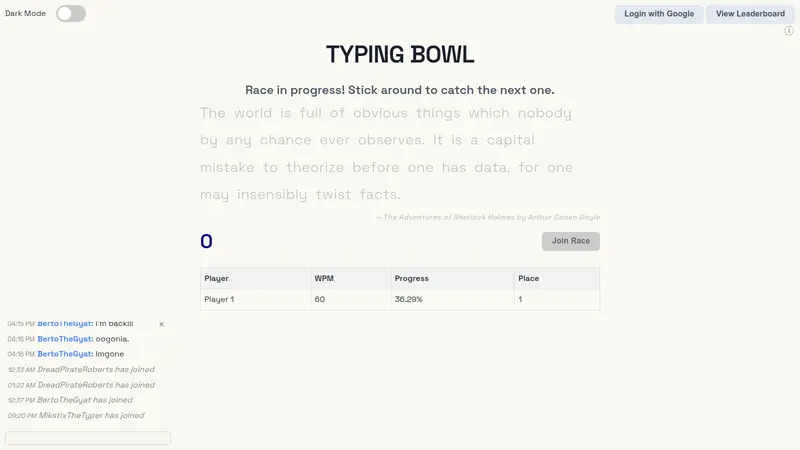 Dark Mode
Login with Google
View Leaderboard
i
TYPING BOWL
Race in progress! Stick around to catch the next one.
The world is full of obvious things which nobody
by any chance ever observes. It is a capital
mistake to theorize before one has data, for one
may insensibly twist facts.
— The Adventures of Sherlock Holmes by Arthur Conan Doyle
0
Join Race
Player WPM Progress Place
Player 1 60 36.29% 1
04:15 PM BertoTheGyat: i'm back!!! ×
04:16 PM BertoTheGyat: oogonia.
04:16 PM BertoTheGyat: imgone
12:33 AM DreadPirateRoberts has joined
01:22 AM DreadPirateRoberts has joined
12:37 PM BertoTheGyat has joined
09:20 PM MikstixTheTyper has joined